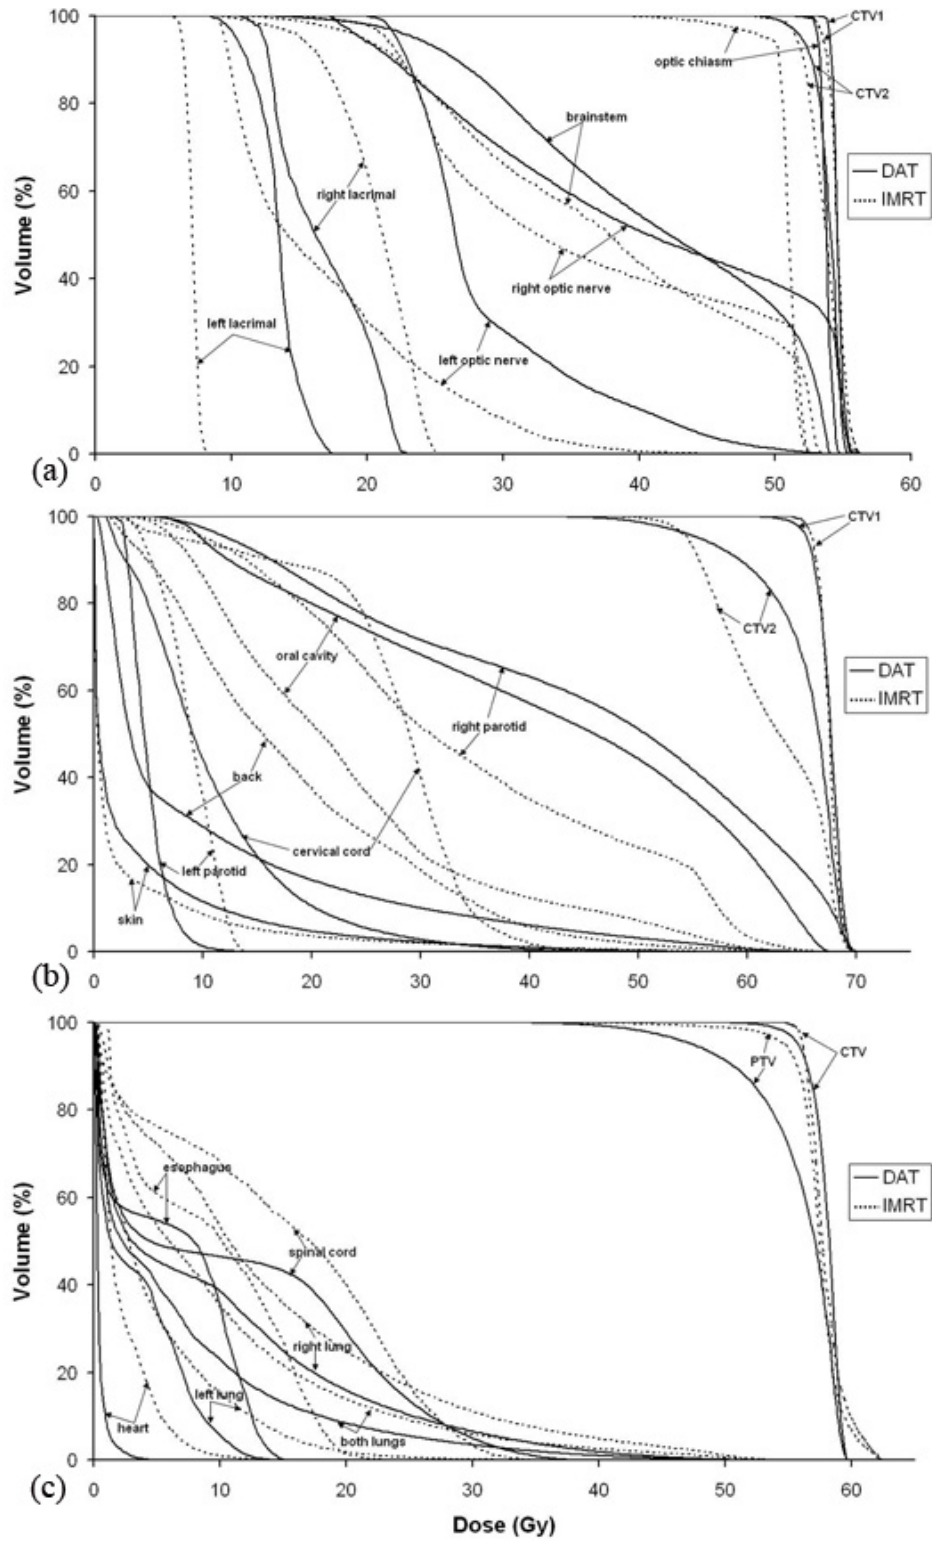 100
80
60
40
20
0
Volume (%)
CTV1
optic chiasm
CTV2
brainstem
DAT
IMRT
right lacrimal
right optic nerve
left lacrimal
left optic nerve
(a)
0 10 20 30 40 50 60
100
80
60
40
20
0
Volume (%)
CTV1
CTV2
oral cavity
DAT
IMRT
right parotid
back
cervical cord
left parotid
skin
(b)
0 10 20 30 40 50 60 70
100
80
60
40
20
0
Volume (%)
CTV
PTV
esophagus
DAT
IMRT
spinal cord
right lung
left lung
heart
both lungs
(c)
0 10 20 30 40 50 60
Dose (Gy)